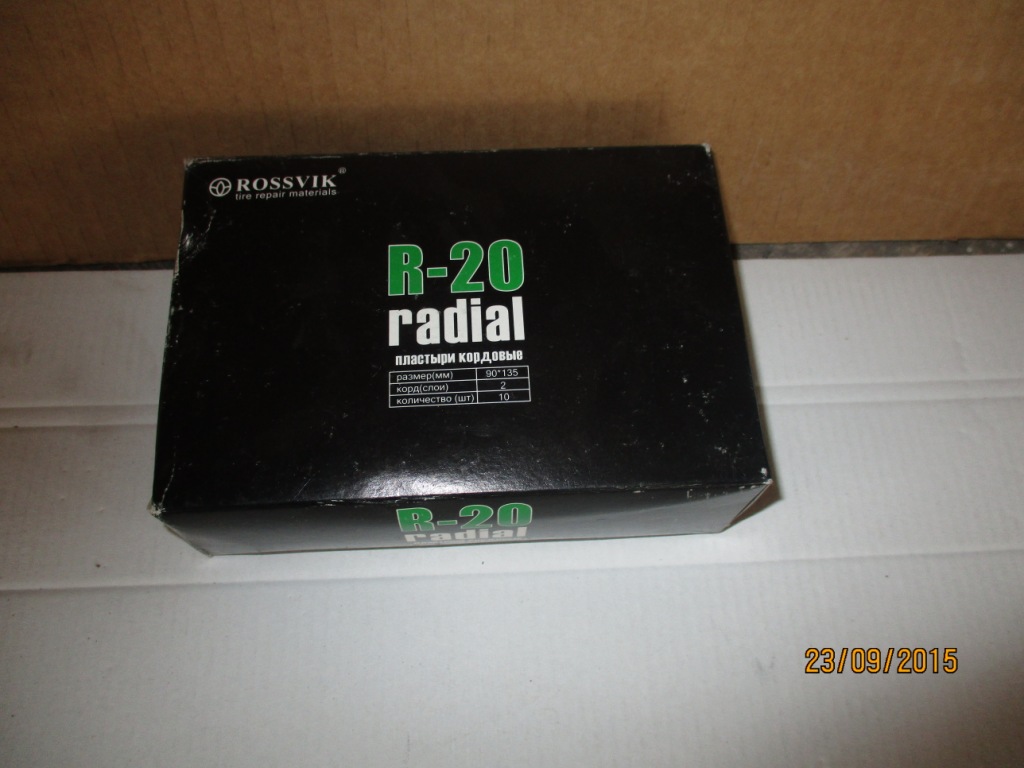 ROSSVIK®
tire repair materials
R-20
radial
пластыри кордовые
размер(мм) 90*135
корд(слои) 2
количество (шт) 10
R-20
radial
23/09/2015